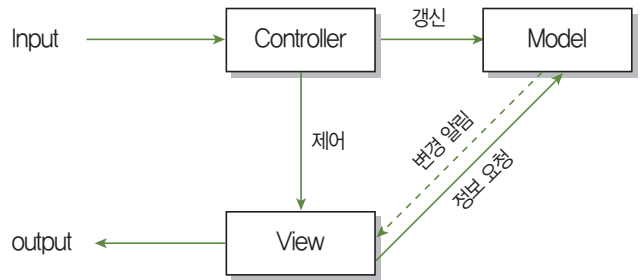 Input
Controller
갱신
Model
제어
변경 알림
정보 요청
output
View